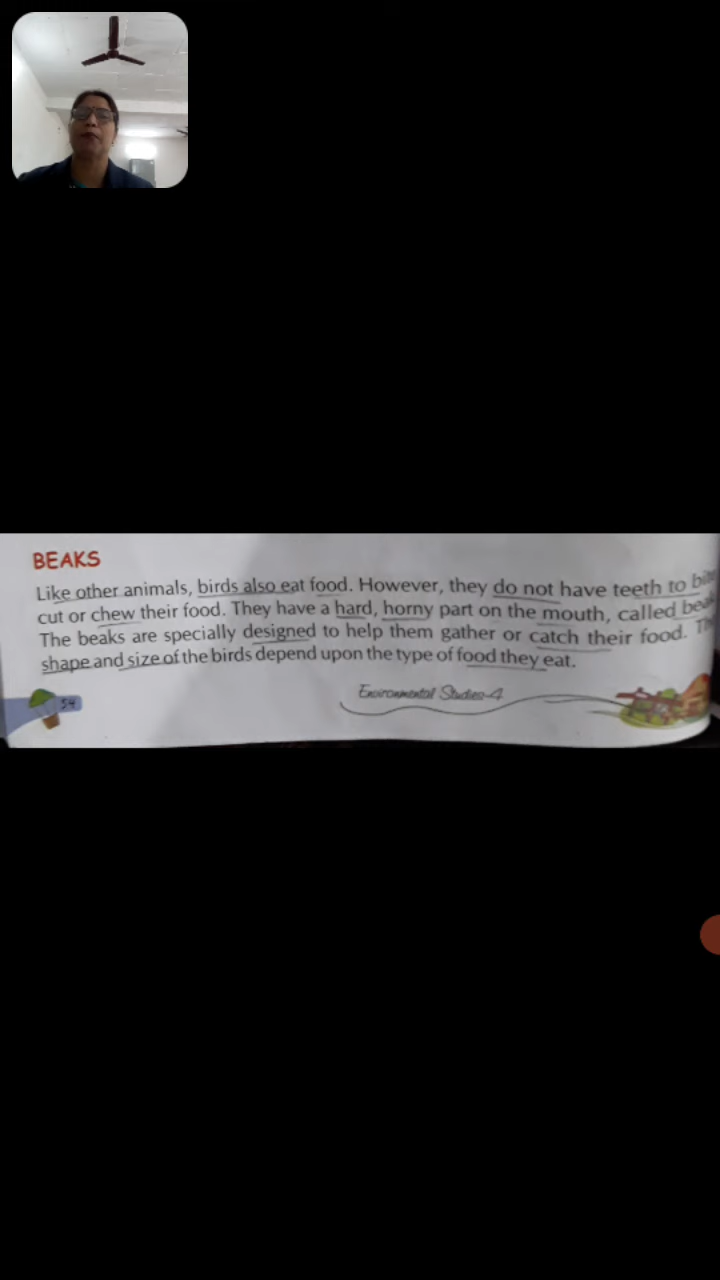 BEAKS
Like other animals, birds also eat food. However, they do not have teeth to
cut or chew their food. They have a hard, horny part on the mouth, called
The beaks are specially designed to help them gather or catch their food.
shape and size of the birds depend upon the type of food they eat.
54
Environmental Studies-4